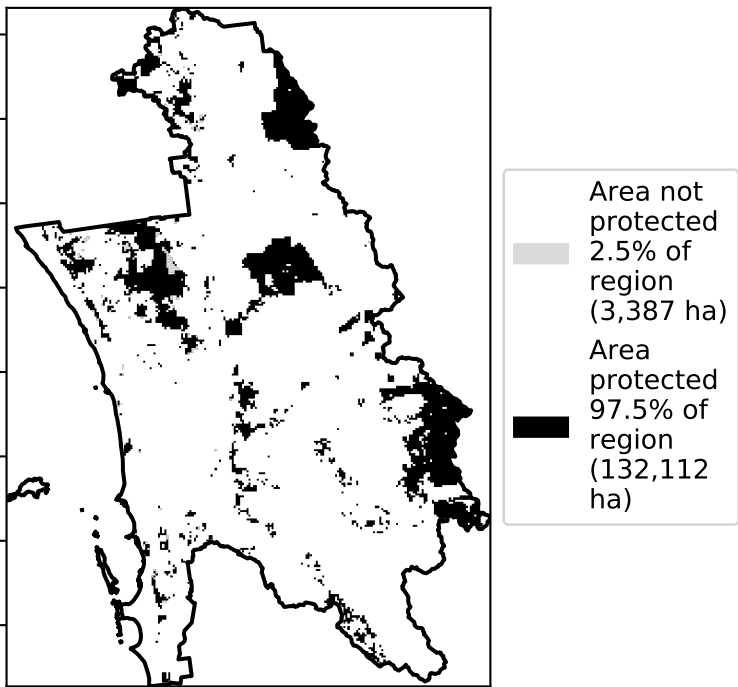 Area not
protected
2.5% of
region
(3,387 ha)
Area
protected
97.5% of
region
(132,112
ha)